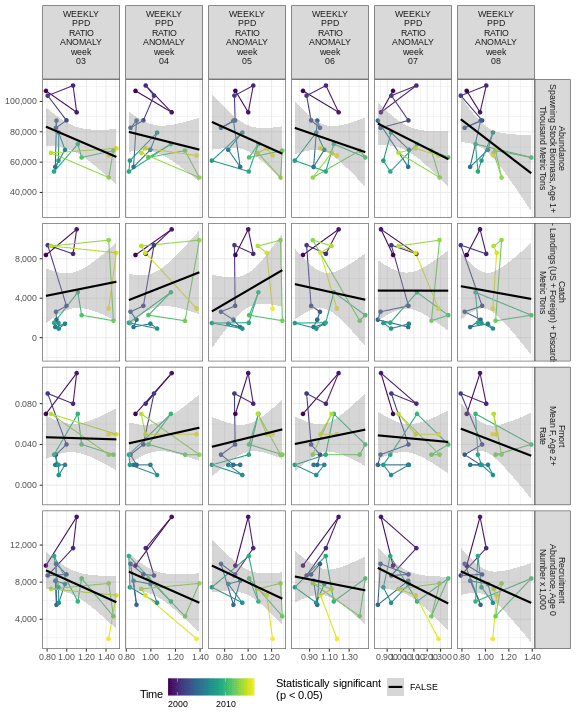 WEEKLY
PPD
RATIO
ANOMALY
week
03
WEEKLY
PPD
RATIO
ANOMALY
week
04
WEEKLY
PPD
RATIO
ANOMALY
week
05
WEEKLY
PPD
RATIO
ANOMALY
week
06
WEEKLY
PPD
RATIO
ANOMALY
week
07
WEEKLY
PPD
RATIO
ANOMALY
week
08
100,000
80,000
60,000
40,000
Abundance
Spawning Stock Biomass, Age 1+
Thousand Metric Tons
8,000
4,000
0
Catch
- Landings (US + Foreign) + Discard
Metric Tons
0.080
0.040
0.000
Fmort
Mean F, Age 2+
Rate
12,000
8,000
4,000
Recruitment
Abundance, Age 0
Number x 1,000
0.80 1.00 1.20 1.40
0.80 1.00 1.20 1.40
0.80 1.00 1.20
0.90 1.10 1.30
0.80 1.00 1.20 1.40
Time
2000 2010
Statistically significant
(p < 0.05)
FALSE